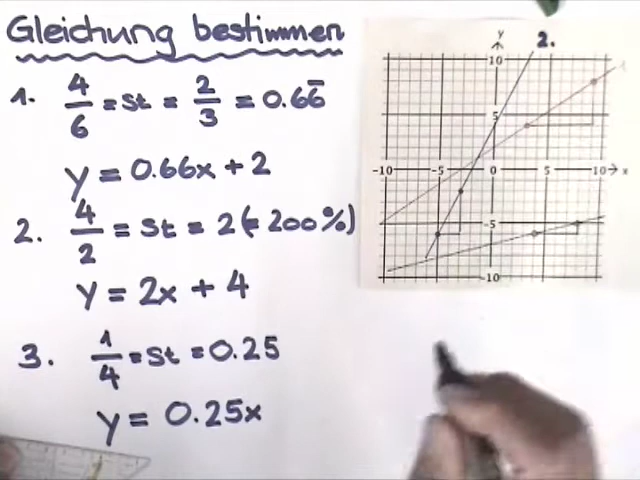 Gleichung bestimmen
1. 4/6 = St = 2/3 = 0.66̅
y = 0.66x + 2
2. 4/2 = St = 2 (= 200%)
y = 2x + 4
3. 1/4 = St = 0.25
y = 0.25x
y 2.
10 1
5
-10 -5 0 5 10 x
-5
-10